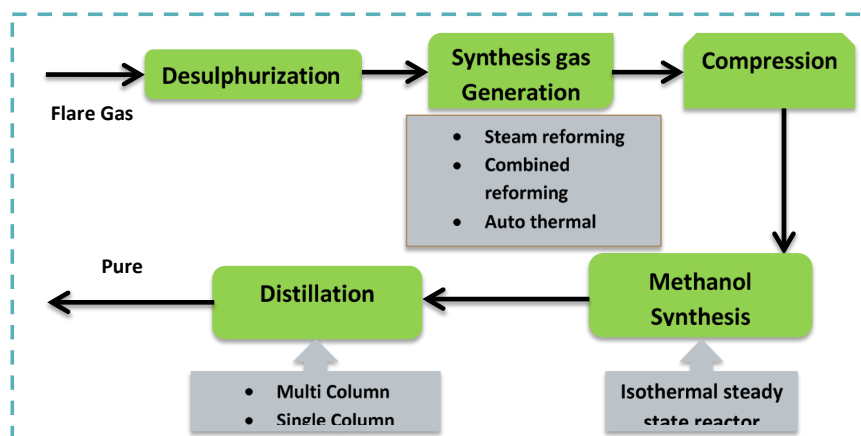 Desulphurization
Synthesis gas
Generation
Compression
Flare Gas
• Steam reforming
• Combined
reforming
• Auto thermal
Pure
Distillation
Methanol
Synthesis
• Multi Column
• Single Column
Isothermal steady
state reactor